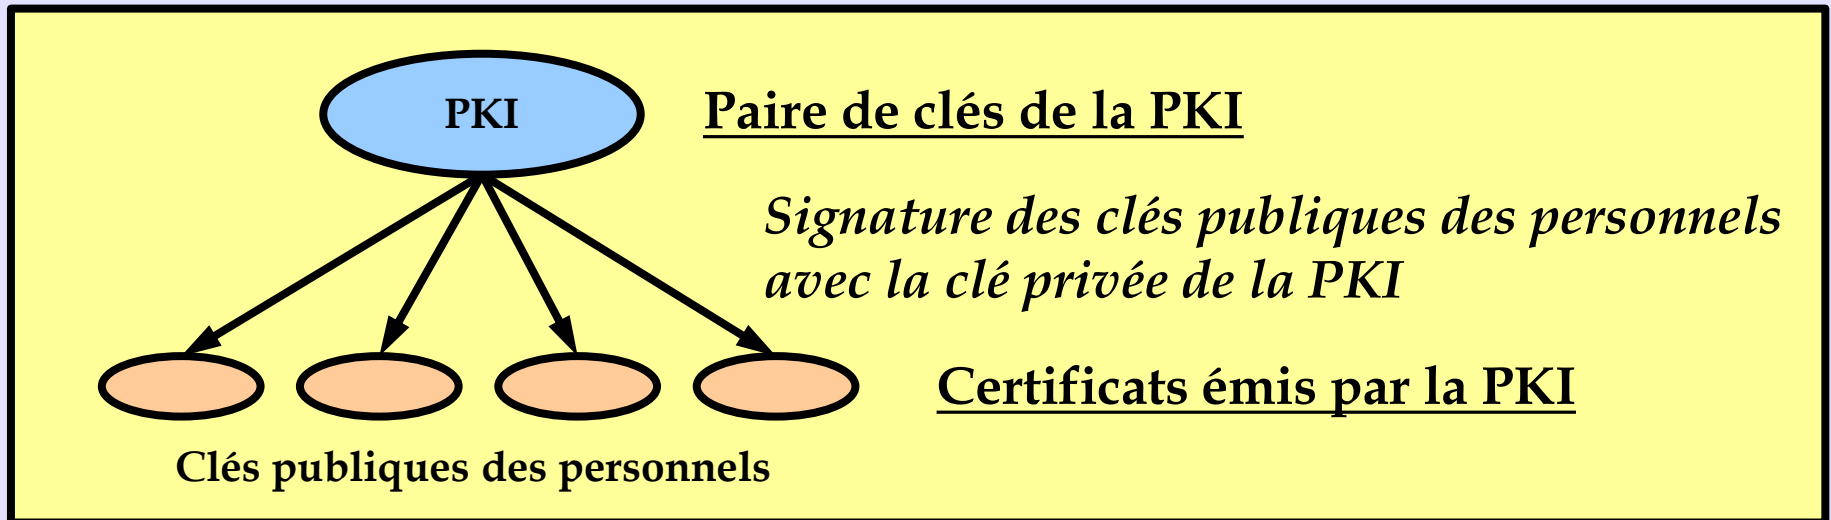 PKI
Paire de clés de la PKI
Signature des clés publiques des personnels
avec la clé privée de la PKI
Certificats émis par la PKI
Clés publiques des personnels